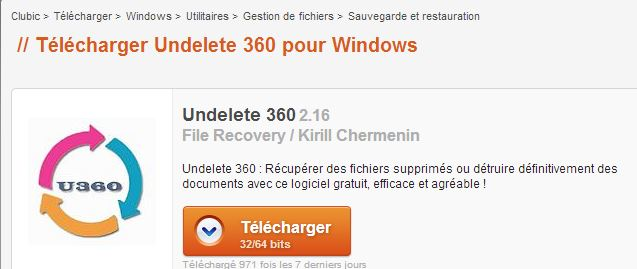 Clubic > Télécharger > Windows > Utilitaires > Gestion de fichiers > Sauvegarde et restauration
// Télécharger Undelete 360 pour Windows
U360
Undelete 360 2.16
File Recovery / Kirill Chermenin
Undelete 360 : Récupérer des fichiers supprimés ou détruire définitivement des
documents avec ce logiciel gratuit, efficace et agréable !
Télécharger
32/64 bits
Téléchargé 971 fois les 7 derniers jours